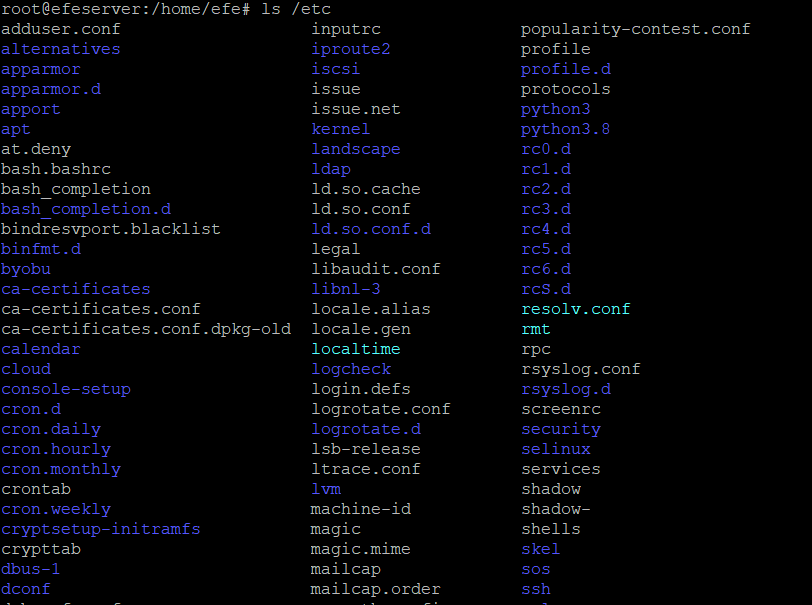 root@efeserver:/home/efe# ls /etc
adduser.conf inputrc popularity-contest.conf
alternatives iproute2 profile
apparmor iscsi profile.d
apparmor.d issue protocols
apport issue.net python3
apt kernel python3.8
at.deny landscape rc0.d
bash.bashrc ldap rc1.d
bash_completion ld.so.cache rc2.d
bash_completion.d ld.so.conf rc3.d
bindresvport.blacklist ld.so.conf.d rc4.d
binfmt.d legal rc5.d
byobu libaudit.conf rc6.d
ca-certificates libnl-3 rcS.d
ca-certificates.conf locale.alias resolv.conf
ca-certificates.conf.dpkg-old locale.gen rmt
calendar localtime rpc
cloud logcheck rsyslog.conf
console-setup login.defs rsyslog.d
cron.d logrotate.conf screenrc
cron.daily logrotate.d security
cron.hourly lsb-release selinux
cron.monthly ltrace.conf services
crontab lvm shadow
cron.weekly machine-id shadow-
cryptsetup-initramfs magic shells
crypttab magic.mime skel
dbus-1 mailcap sos
dconf mailcap.order ssh